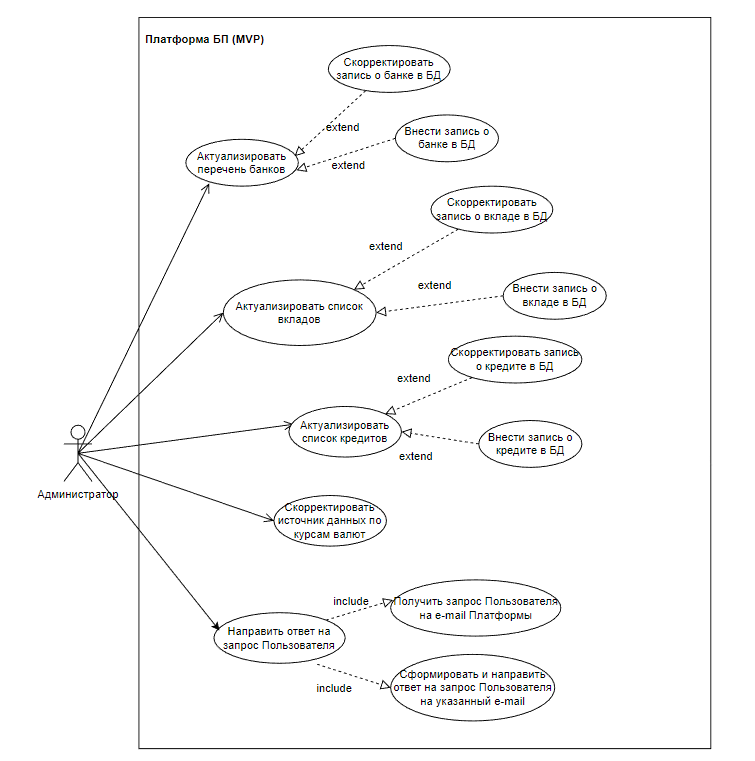 Платформа БП (MVP)
Скорректировать
запись о банке в БД
extend
Внести запись о
банке в БД
extend
Актуализировать
перечень банков
Скорректировать
запись о вкладе в БД
extend
extend
Внести запись о
вкладе в БД
Актуализировать список
вкладов
Скорректировать запись
о кредите в БД
extend
Актуализировать
список кредитов
Внести запись о
кредите в БД
extend
Администратор
Скорректировать
источник данных по
курсам валют
include
Получить запрос Пользователя
на e-mail Платформы
Направить ответ на
запрос Пользователя
include
Сформировать и направить
ответ на запрос Пользователя
на указанный e-mail